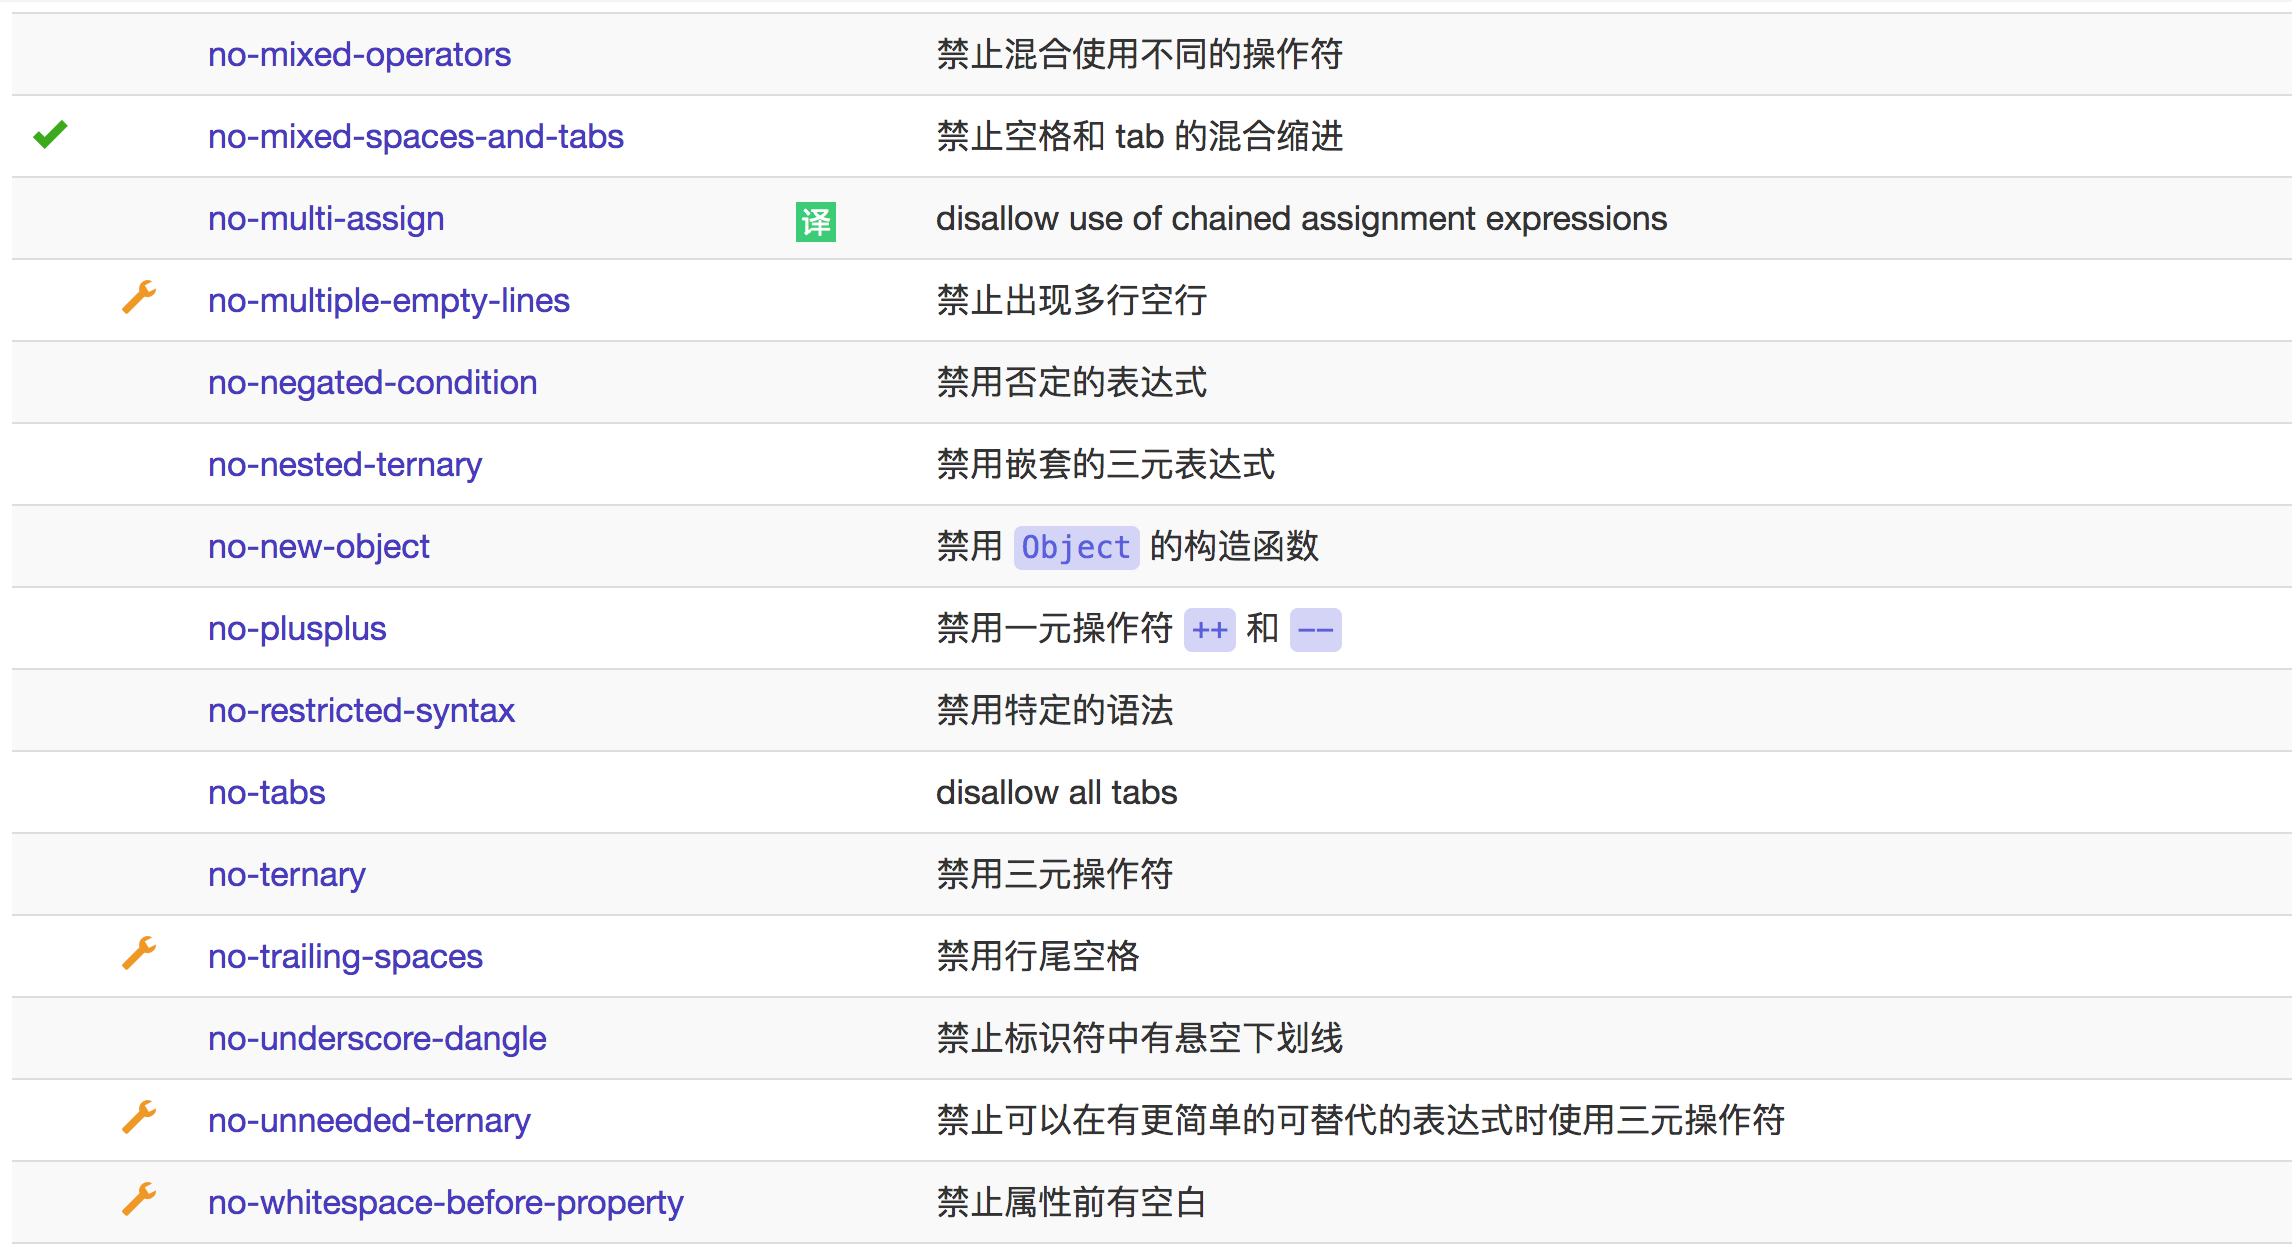 no-mixed-operators 禁止混合使用不同的操作符
no-mixed-spaces-and-tabs 禁止空格和 tab 的混合缩进
no-multi-assign 译 disallow use of chained assignment expressions
no-multiple-empty-lines 禁止出现多行空行
no-negated-condition 禁用否定的表达式
no-nested-ternary 禁用嵌套的三元表达式
no-new-object 禁用 Object 的构造函数
no-plusplus 禁用一元操作符 ++ 和 --
no-restricted-syntax 禁用特定的语法
no-tabs disallow all tabs
no-ternary 禁用三元操作符
no-trailing-spaces 禁用行尾空格
no-underscore-dangle 禁止标识符中有悬空下划线
no-unneeded-ternary 禁止可以在有更简单的可替代的表达式时使用三元操作符
no-whitespace-before-property 禁止属性前有空白